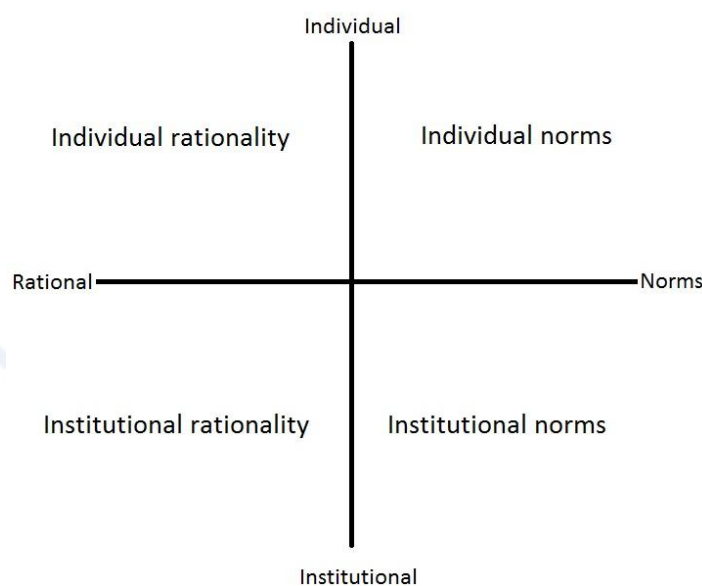 Individual
Individual rationality
Individual norms
Rational
Norms
Institutional rationality
Institutional norms
Institutional